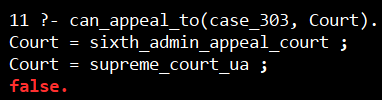 11 ?- can_appeal_to(case_303, Court).
Court = sixth_admin_appeal_court ;
Court = supreme_court_ua ;
false.